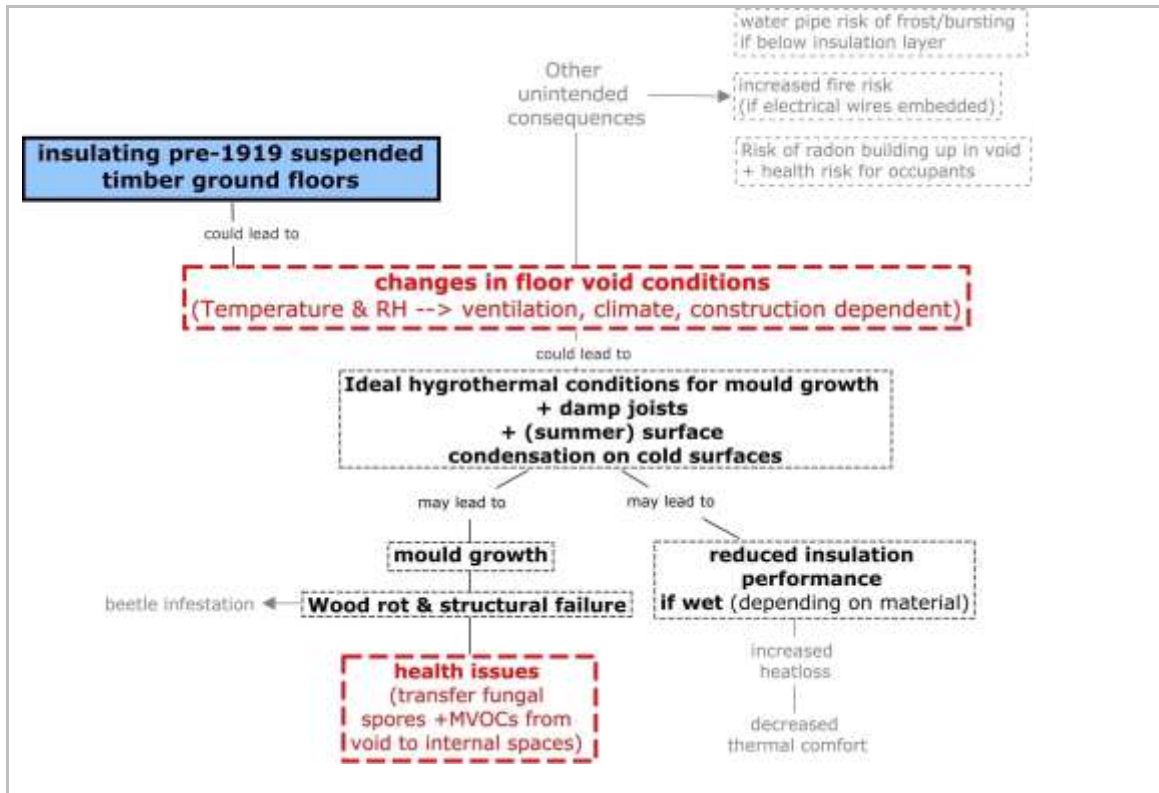 water pipe risk of frost/bursting
if below insulation layer
Other
unintended
consequences
increased fire risk
(if electrical wires embedded)
Risk of radon building up in void
+ health risk for occupants
insulating pre-1919 suspended
timber ground floors
could lead to
changes in floor void conditions
(Temperature & RH --> ventilation, climate, construction dependent)
could lead to
Ideal hygrothermal conditions for mould growth
+ damp joists
+ (summer) surface
condensation on cold surfaces
may lead to
may lead to
mould growth
reduced insulation
performance
if wet (depending on material)
beetle infestation
Wood rot & structural failure
health issues
(transfer fungal
spores +MVOCs from
void to internal spaces)
increased
heatloss
decreased
thermal comfort